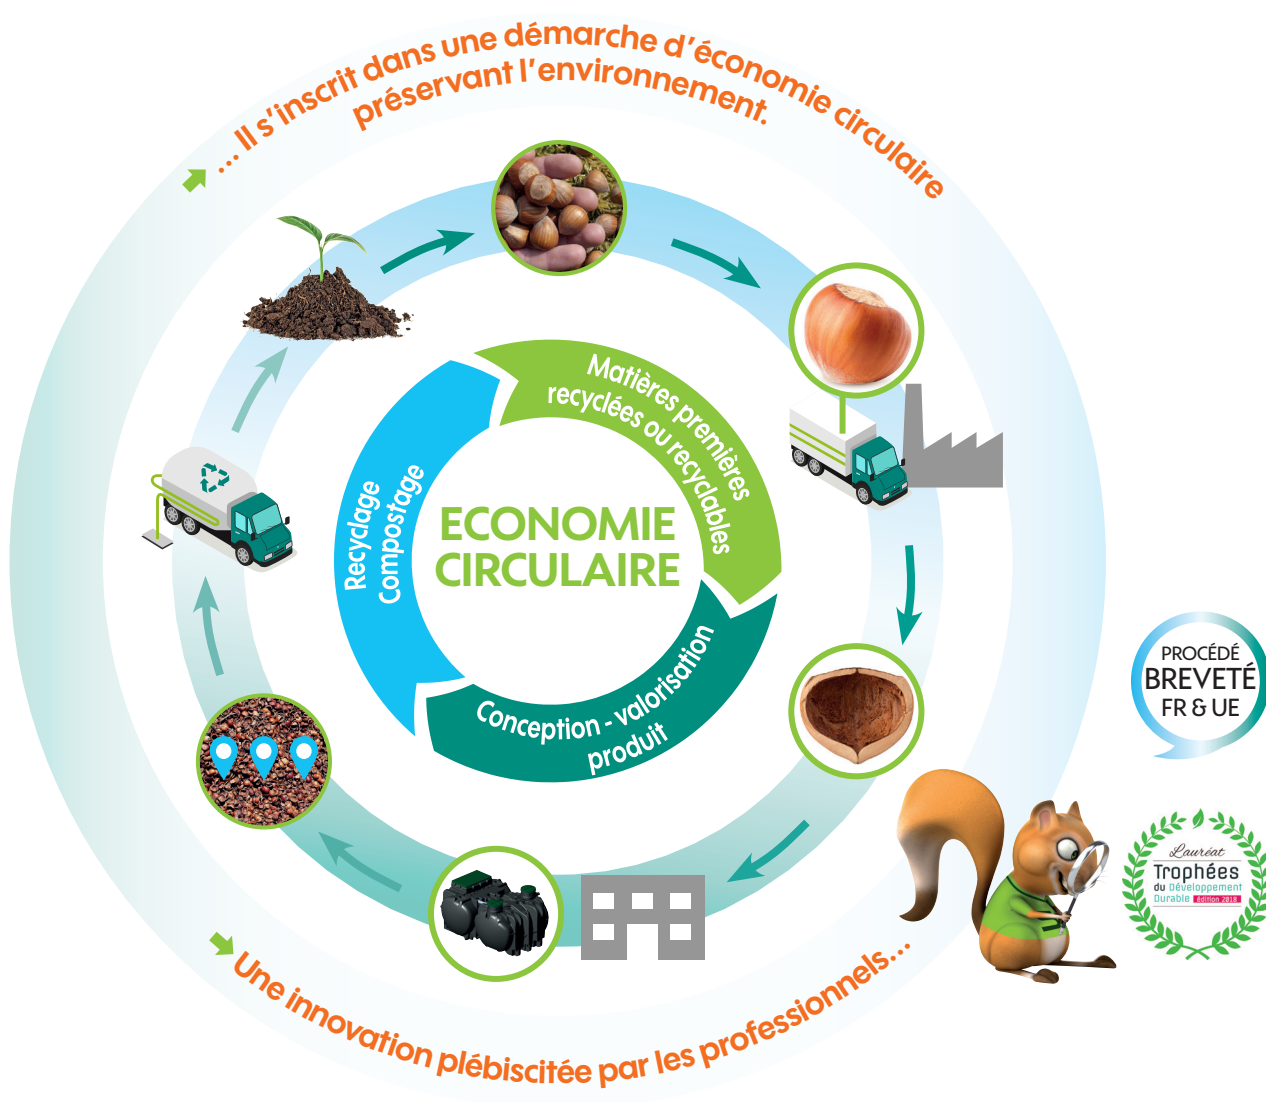 ... Il s’inscrit dans une démarche d’économie circulaire
préservant l’environnement.
Matières premières
recyclées ou recyclables
Recyclage
Compostage
ECONOMIE
CIRCULAIRE
Conception - valorisation
produit
PROCÉDÉ
BREVETÉ
FR & UE
Lauréat
Trophées
du Développement
Durable édition 2018
Une innovation plébiscitée par les professionnels...